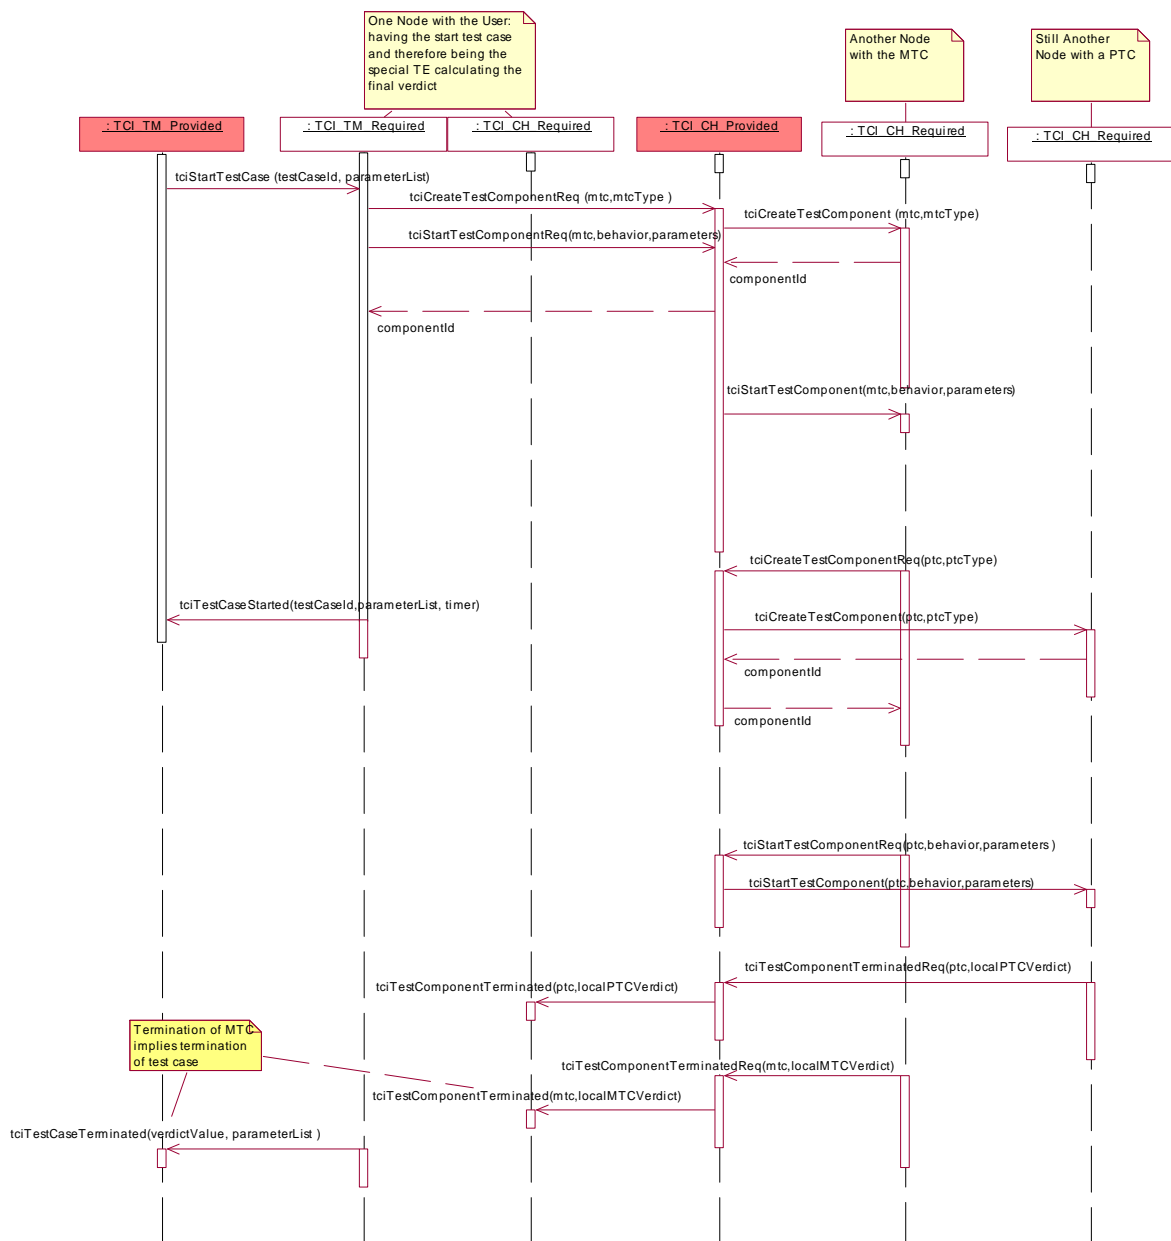 One Node with the User:
having the start test case
and therefore being the
special TE calculating the
final verdict
Another Node
with the MTC
Still Another
Node with a PTC
: TCI_TM_Provided
: TCI_TM_Required
: TCI_CH_Required
: TCI_CH_Provided
: TCI_CH_Required
: TCI_CH_Required
tciStartTestCase (testCaseId, parameterList)
tciCreateTestComponentReq (mtc,mtcType )
tciCreateTestComponent (mtc,mtcType)
tciStartTestComponentReq(mtc,behavior,parameters)
componentId
componentId
tciStartTestComponent(mtc,behavior,parameters)
tciCreateTestComponentReq(ptc,ptcType)
tciTestCaseStarted(testCaseId,parameterList, timer)
tciCreateTestComponent(ptc,ptcType)
componentId
componentId
tciStartTestComponentReq(ptc,behavior,parameters )
tciStartTestComponent(ptc,behavior,parameters)
tciTestComponentTerminatedReq(ptc,localPTCVerdict)
tciTestComponentTerminated(ptc,localPTCVerdict)
Termination of MTC
implies termination
of test case
tciTestComponentTerminatedReq(mtc,localMTCVerdict)
tciTestComponentTerminated(mtc,localMTCVerdict)
tciTestCaseTerminated(verdictValue, parameterList )